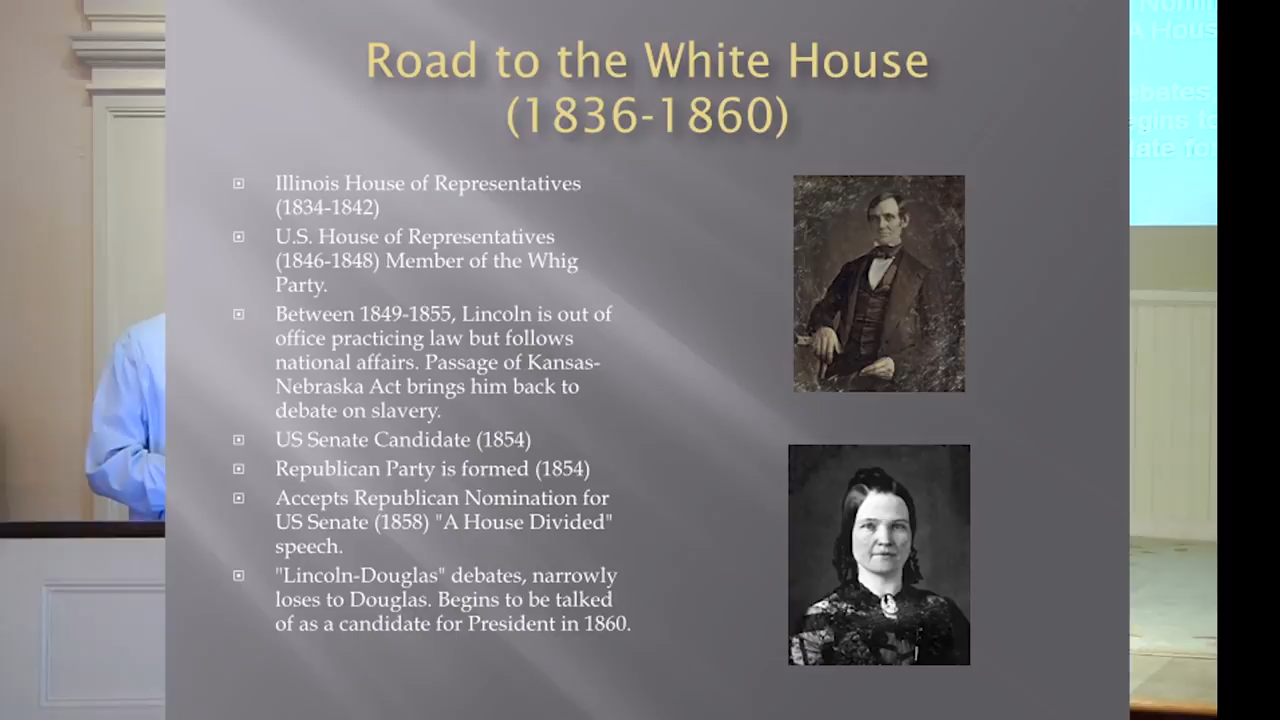 Road to the White House
(1836-1860)
Illinois House of Representatives
(1834-1842)
U.S. House of Representatives
(1846-1848) Member of the Whig
Party.
Between 1849-1855, Lincoln is out of
office practicing law but follows
national affairs. Passage of Kansas-
Nebraska Act brings him back to
debate on slavery.
US Senate Candidate (1854)
Republican Party is formed (1854)
Accepts Republican Nomination for
US Senate (1858) "A House Divided"
speech.
"Lincoln-Douglas" debates, narrowly
loses to Douglas. Begins to be talked
of as a candidate for President in 1860.